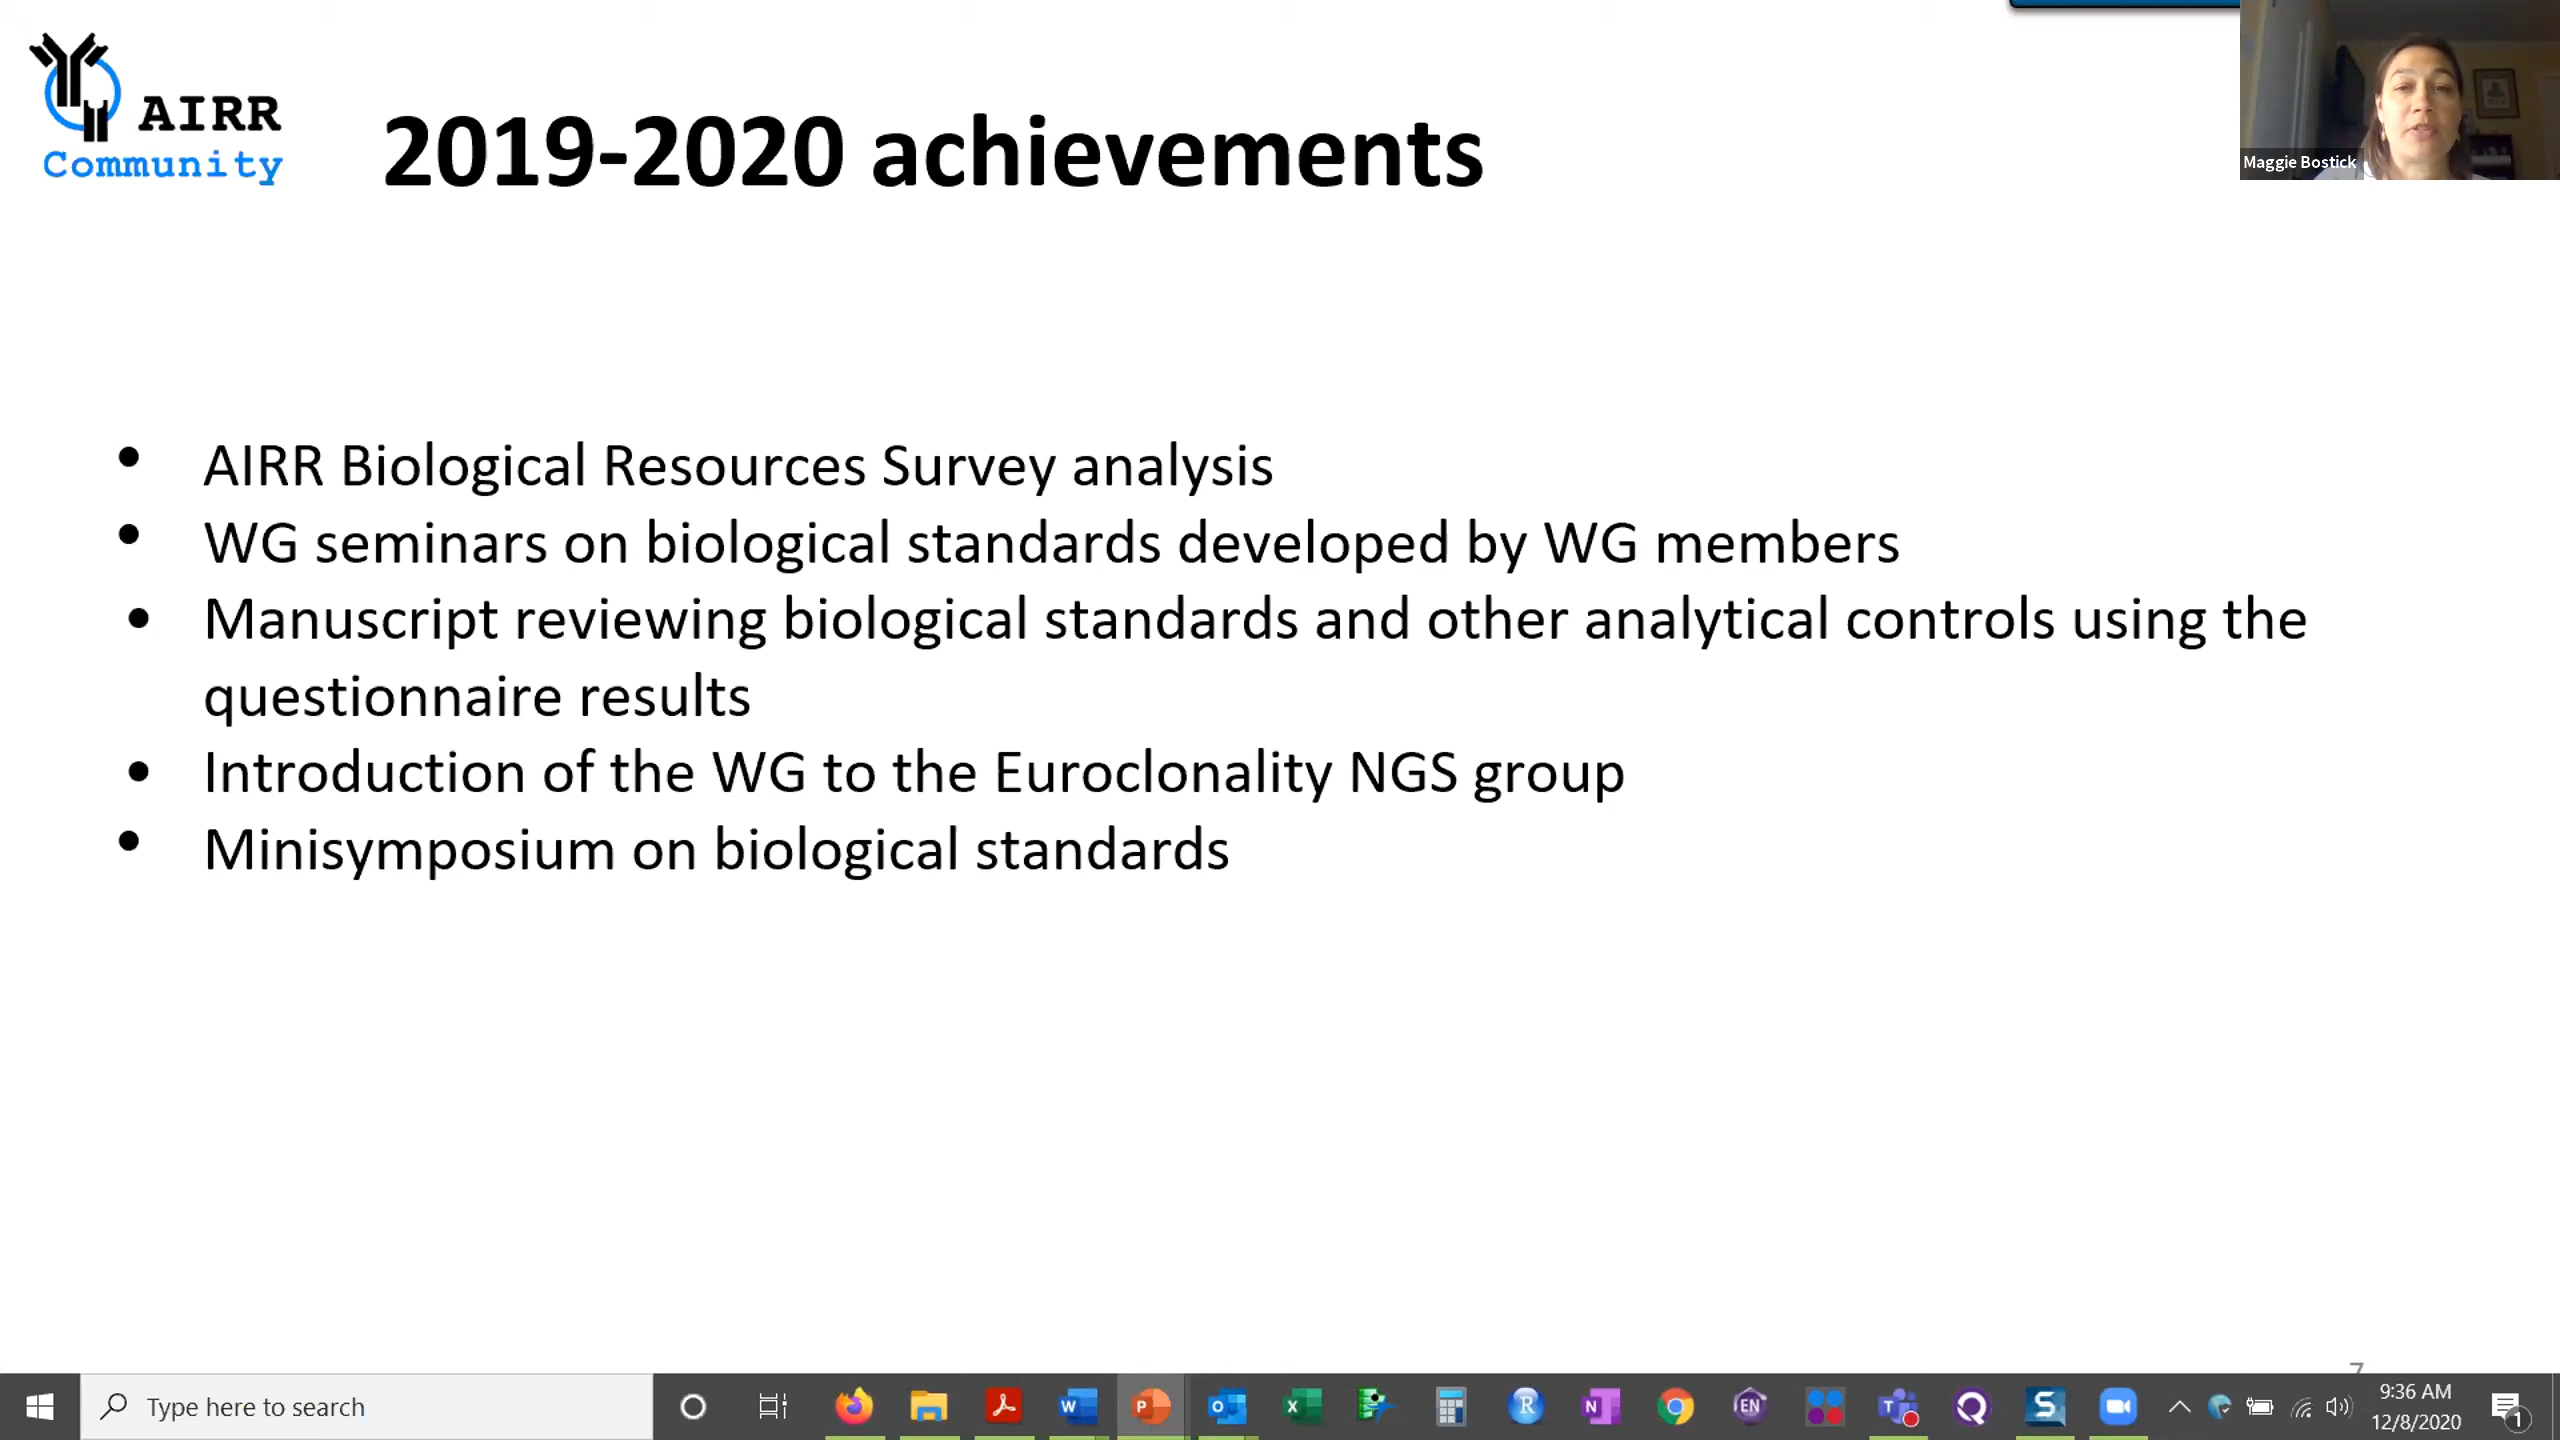 AIRR
Community
2019-2020 achievements
Maggie Bostick
• AIRR Biological Resources Survey analysis
• WG seminars on biological standards developed by WG members
• Manuscript reviewing biological standards and other analytical controls using the
questionnaire results
• Introduction of the WG to the Euroclonality NGS group
• Minisymposium on biological standards
7
Type here to search
9:36 AM
12/8/2020